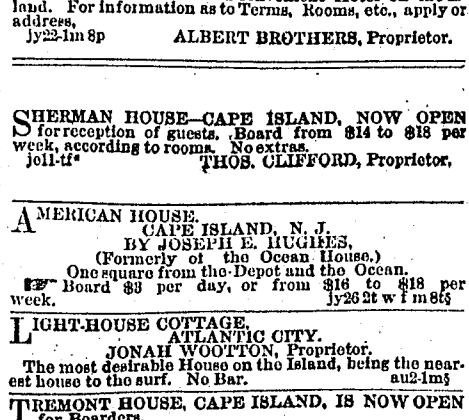 land. For information as to Terms, Rooms, etc., apply or
address,
jy22-1m 8p ALBERT BROTHERS, Proprietor.
SHERMAN HOUSE—CAPE ISLAND, NOW OPEN
for reception of guests. Board from $14 to $18 per
week, according to rooms. No extras.
je11-tf* THOS. CLIFFORD, Proprietor.
AMERICAN HOUSE.
CAPE ISLAND, N. J.
BY JOSEPH E. HUGHES,
(Formerly of the Ocean House.)
One square from the Depot and the Ocean.
☞ Board $3 per day, or from $16 to $18 per
week. jy26 2t w f m 8t§
LIGHT-HOUSE COTTAGE,
ATLANTIC CITY.
JONAH WOOTTON, Proprietor.
The most desirable House on the Island, being the near-
est house to the surf. No Bar. au2-1m§
TREMONT HOUSE, CAPE ISLAND, IS NOW OPEN
for Boarders.